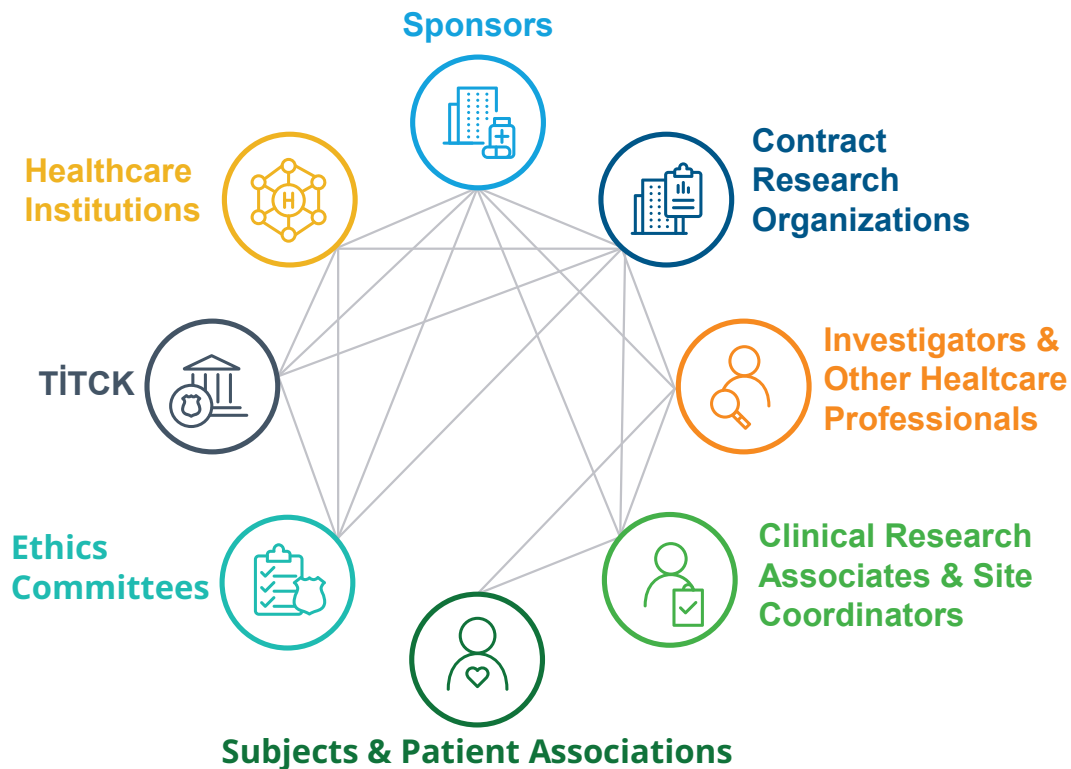 Sponsors
Healthcare
Institutions
H
Contract
Research
Organizations
TİTCK
Investigators &
Other Healtcare
Professionals
Ethics
Committees
Clinical Research
Associates & Site
Coordinators
Subjects & Patient Associations